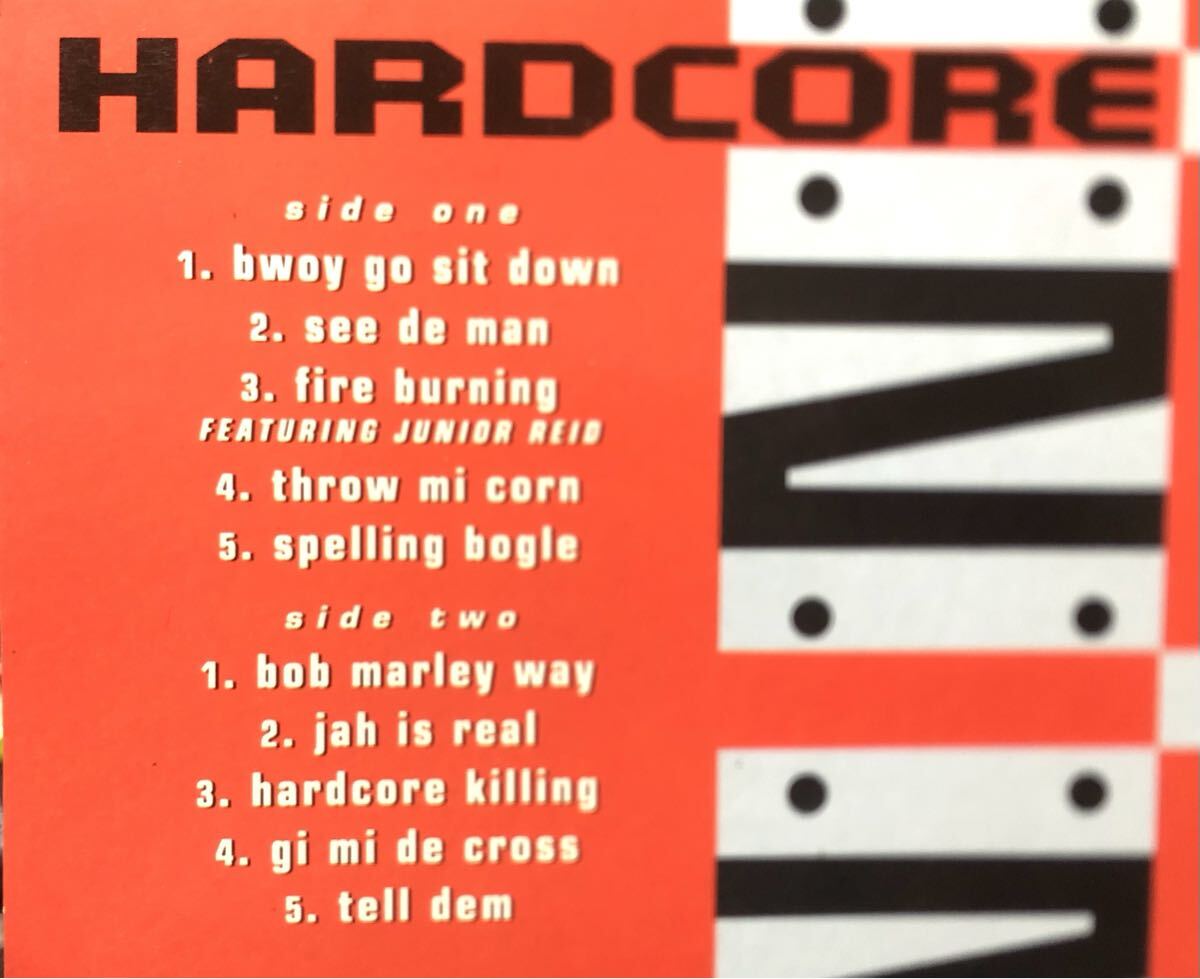 HARDCORE
side one
1. bwoy go sit down
2. see de man
3. fire burning
FEATURING JUNIOR REID
4. throw mi corn
5. spelling bogle
side two
1. bob marley way
2. jah is real
3. hardcore killing
4. gi mi de cross
5. tell dem